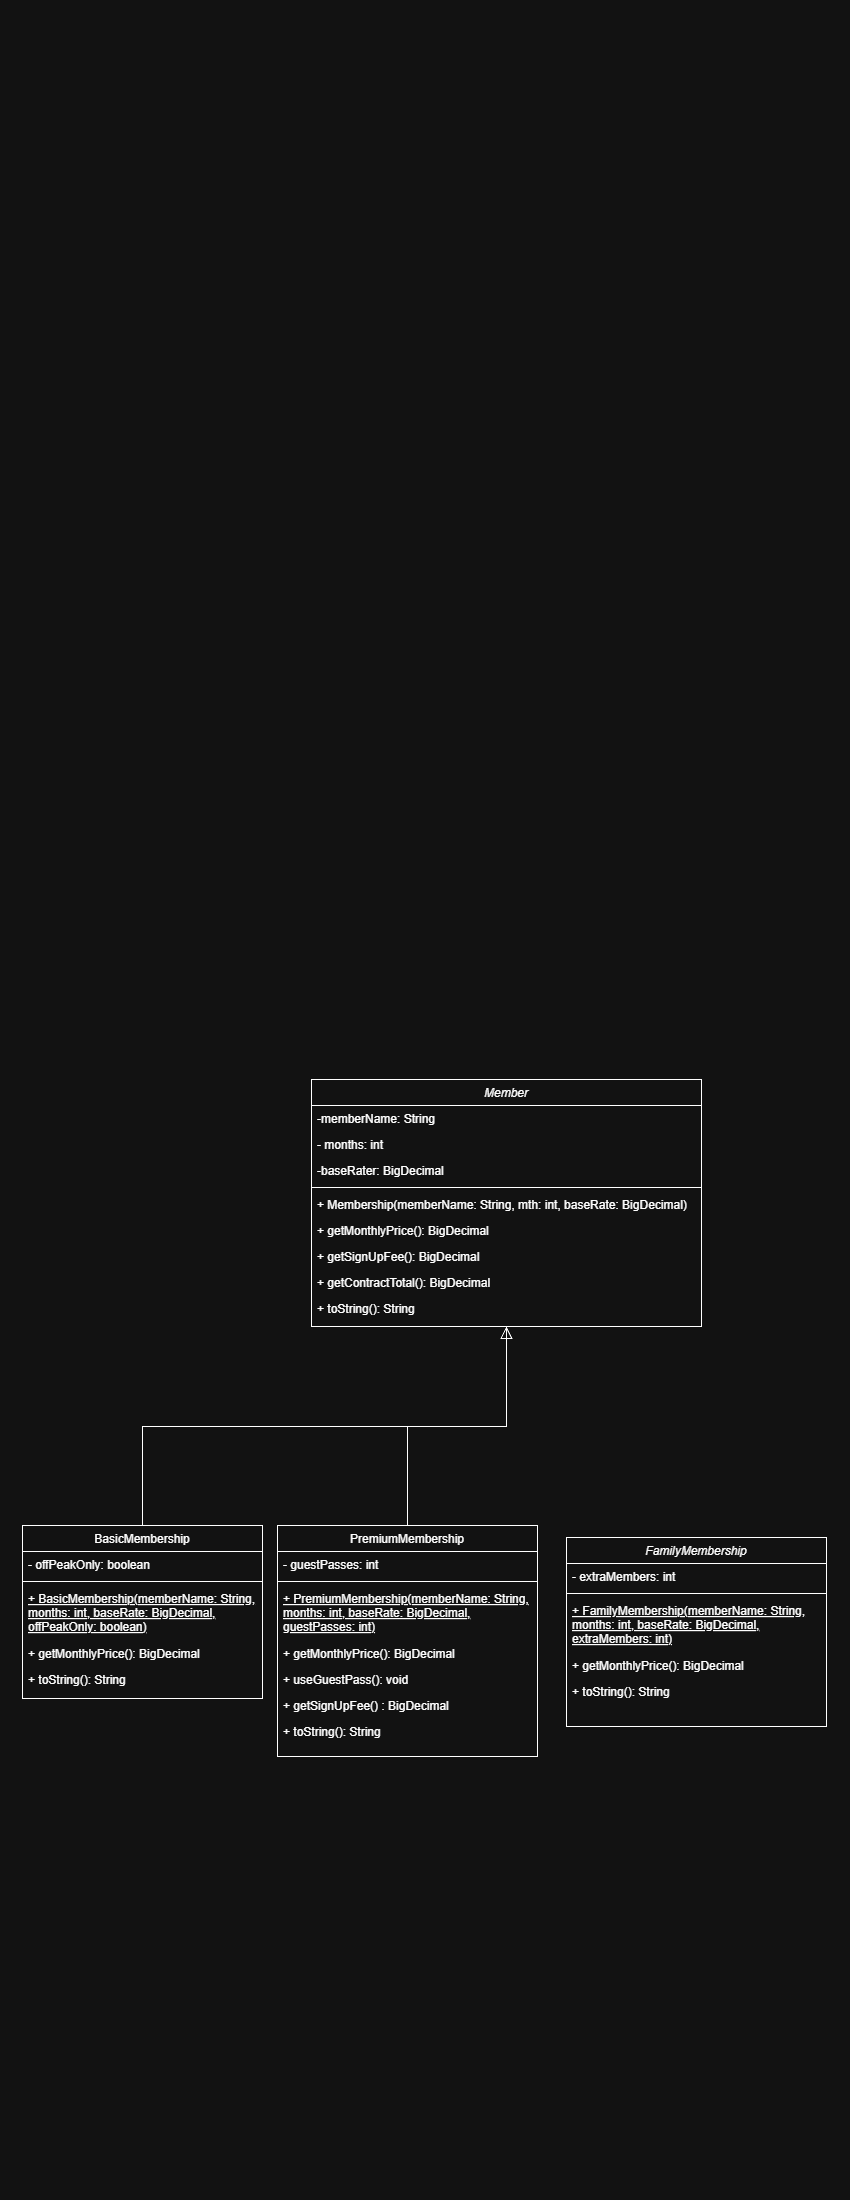 Member
-memberName: String
- months: int
-baseRater: BigDecimal
+ Membership(memberName: String, mth: int, baseRate: BigDecimal)
+ getMonthlyPrice(): BigDecimal
+ getSignUpFee(): BigDecimal
+ getContractTotal(): BigDecimal
+ toString(): String
BasicMembership
- offPeakOnly: boolean
+ BasicMembership(memberName: String,
months: int, baseRate: BigDecimal,
offPeakOnly: boolean)
+ getMonthlyPrice(): BigDecimal
+ toString(): String
PremiumMembership
- guestPasses: int
+ PremiumMembership(memberName: String,
months: int, baseRate: BigDecimal,
guestPasses: int)
+ getMonthlyPrice(): BigDecimal
+ useGuestPass(): void
+ getSignUpFee() : BigDecimal
+ toString(): String
FamilyMembership
- extraMembers: int
+ FamilyMembership(memberName: String,
months: int, baseRate: BigDecimal,
extraMembers: int)
+ getMonthlyPrice(): BigDecimal
+ toString(): String